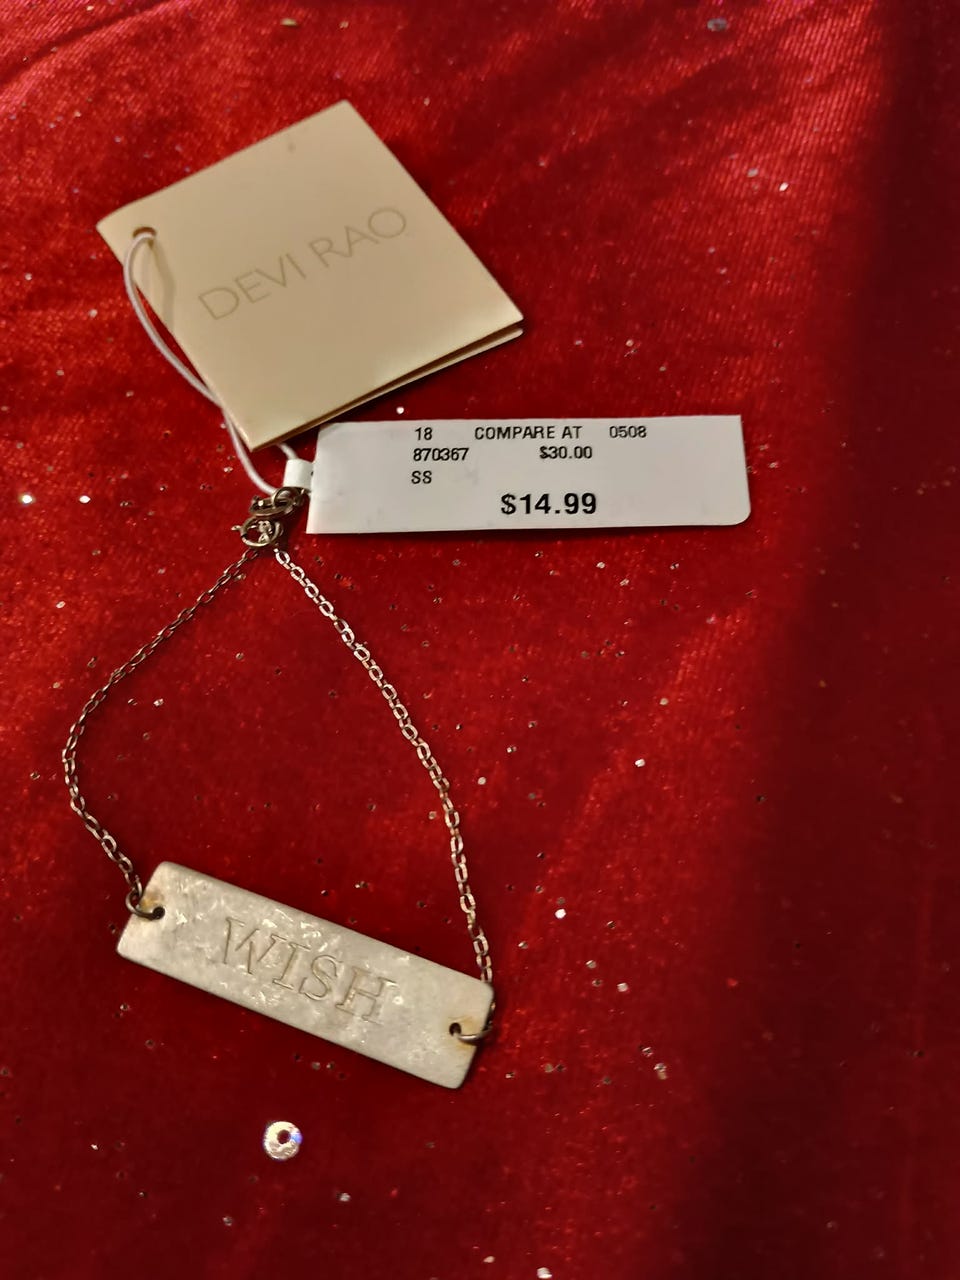 DEVI RAO
18 COMPARE AT 0508
870367 $30.00
SS
$14.99
WISH